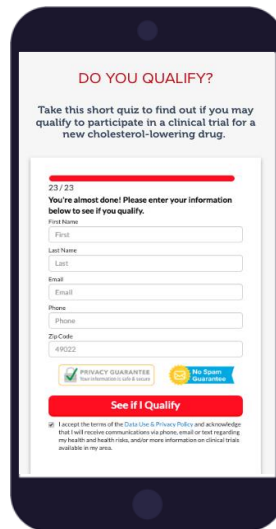 DO YOU QUALIFY?
Take this short quiz to find out if you may
qualify to participate in a clinical trial for a
new cholesterol-lowering drug.
23 / 23
You're almost done! Please enter your information
below to see if you qualify.
First Name
First
Last Name
Last
Email
Email
Phone
Phone
Zip Code
49022
PRIVACY GUARANTEE
Your information is safe & secure
No Spam
Guarantee
See if I Qualify
I accept the terms of the Data Use & Privacy Policy and acknowledge
that I will receive communications via phone, email or text regarding
my health and health risks, and/or more information on clinical trials
available in my area.